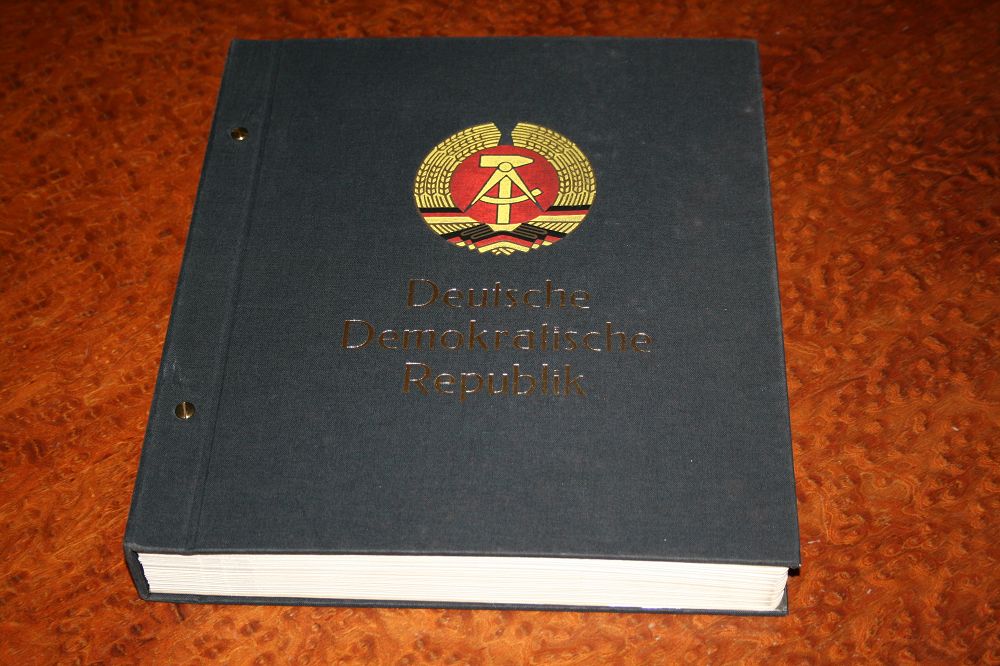 Deutsche
Demokratische
Republik